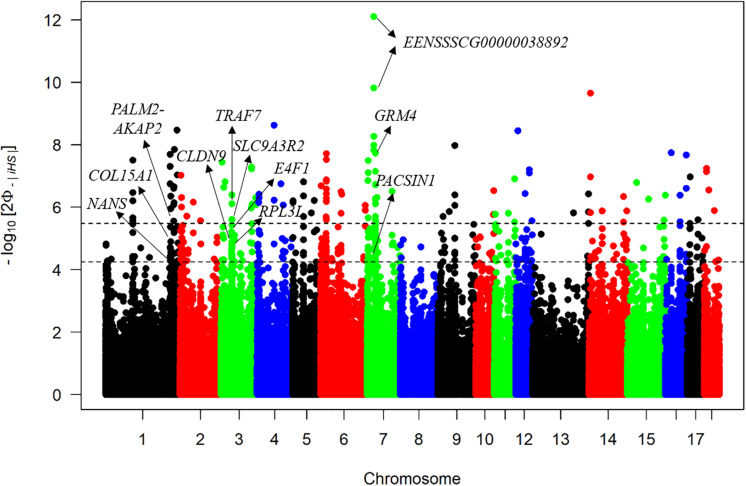 12
10
8
6
4
2
0
- log₁₀ [2Φ -| iHS|]
EENSSSCG00000038892
PALM2-
AKAP2
TRAF7
GRM4
SLC9A3R2
CLDN9
E4F1
COL15A1
PACSIN1
NANS
RPL3L
1 2 3 4 5 6 7 8 9 10 12 13 14 15 17
Chromosome